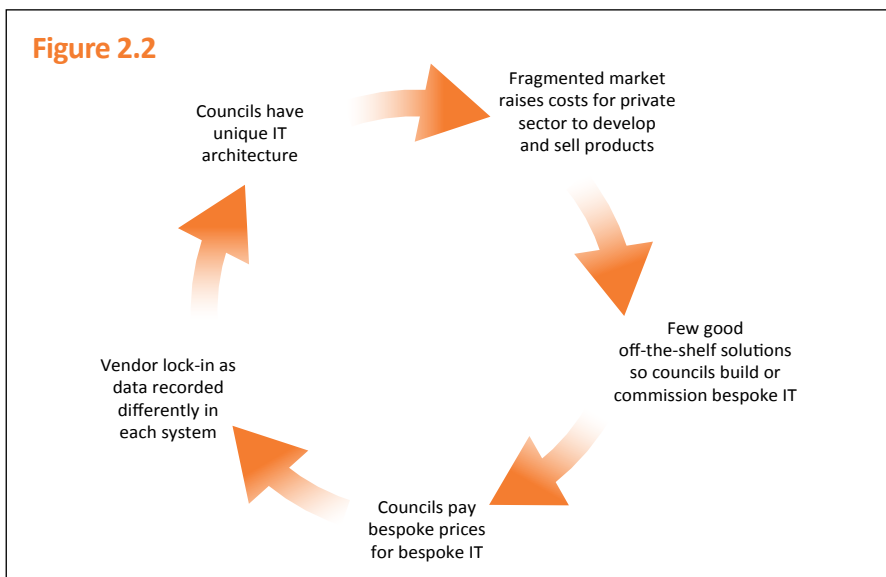 Figure 2.2
Councils have
unique IT
architecture
Fragmented market
raises costs for private
sector to develop
and sell products
Few good
off-the-shelf solutions
so councils build or
commission bespoke IT
Councils pay
bespoke prices
for bespoke IT
Vendor lock-in as
data recorded
differently in
each system